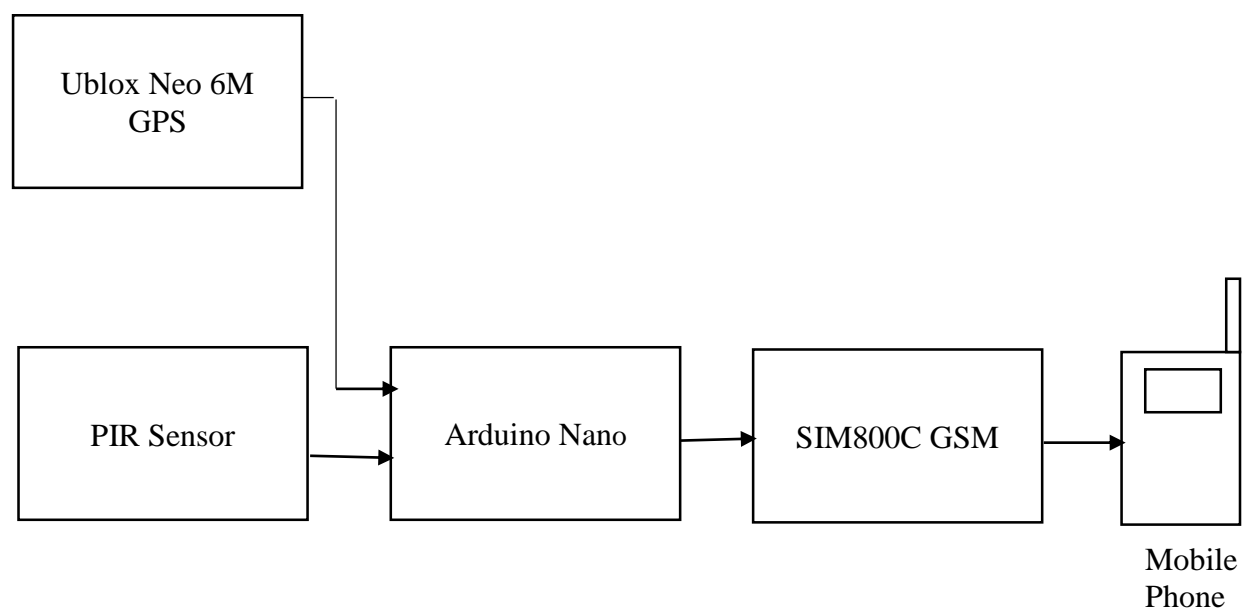 Ublox Neo 6M
GPS
PIR Sensor
Arduino Nano
SIM800C GSM
Mobile
Phone